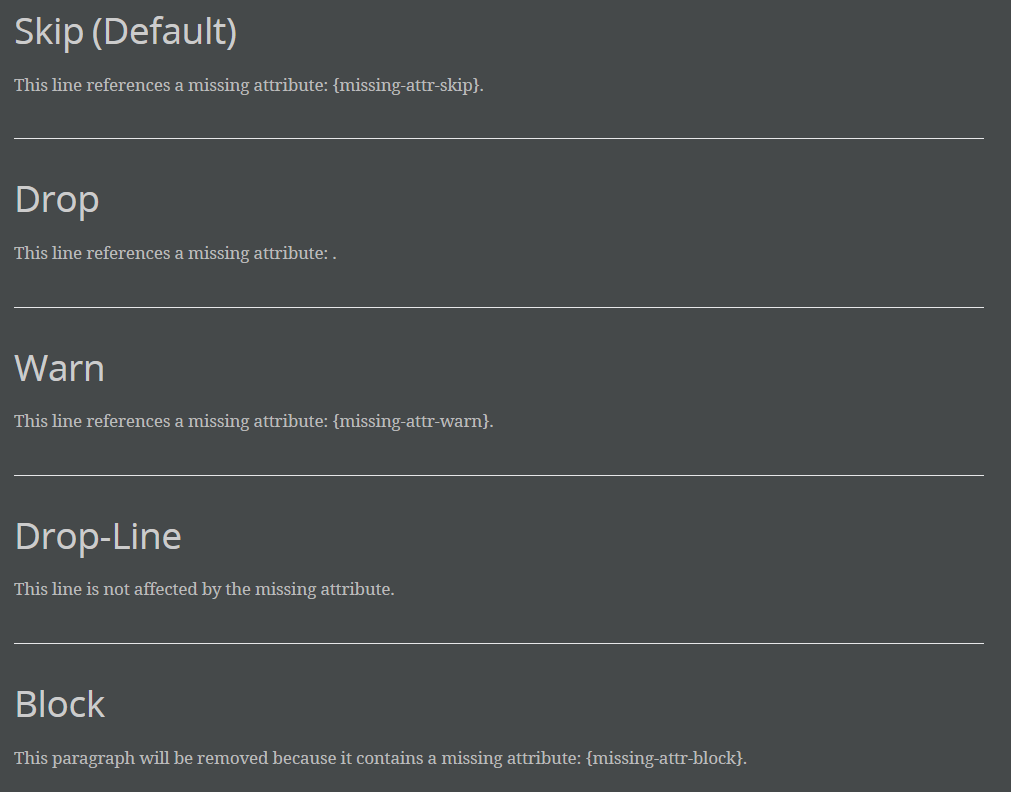 Skip (Default)
This line references a missing attribute: {missing-attr-skip}.
Drop
This line references a missing attribute: .
Warn
This line references a missing attribute: {missing-attr-warn}.
Drop-Line
This line is not affected by the missing attribute.
Block
This paragraph will be removed because it contains a missing attribute: {missing-attr-block}.